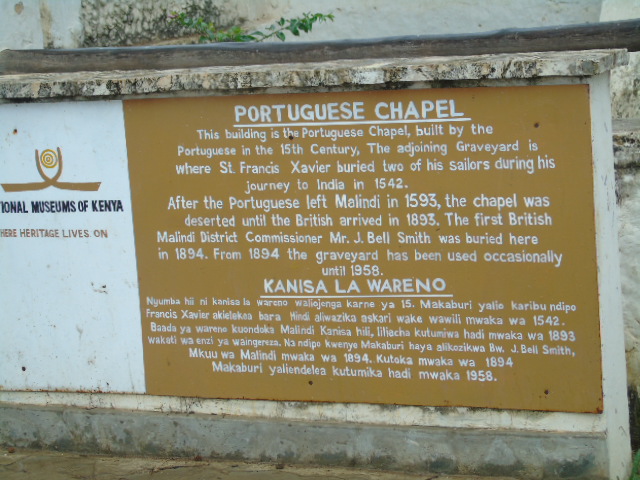 TIONAL MUSEUMS OF KENYA
HERE HERITAGE LIVES ON
PORTUGUESE CHAPEL
This building is the Portuguese Chapel, built by the
Portuguese in the 15th Century, The adjoining Graveyard is
where St. Francis Xavier buried two of his sailors during his
journey to India in 1542.
After the Portuguese left Malindi in 1593, the chapel was
deserted until the British arrived in 1893. The first British
Malindi District Commissioner Mr. J. Bell Smith was buried here
in 1894. From 1894 the graveyard has been used occasionally
until 1958.
KANISA LA WARENO
Nyumba hii ni kanisa la wareno waliojenga karne ya 15. Makaburi yalio karibu ndipo
Francis Xavier akielekea bara Hindi aliwazika askari wake wawili mwaka wa 1542.
Baada ya wareno kuondoka Malindi Kanisa hili, liliacha kutumiwa hadi mwaka wa 1893
wakati wa enzi ya waingereza. Na ndipo kwenye Makaburi haya alikozikwa Bw. J. Bell Smith,
Mkuu wa Malindi mwaka wa 1894. Kutoka mwaka wa 1894
Makaburi yaliendelea kutumika hadi mwaka 1958.